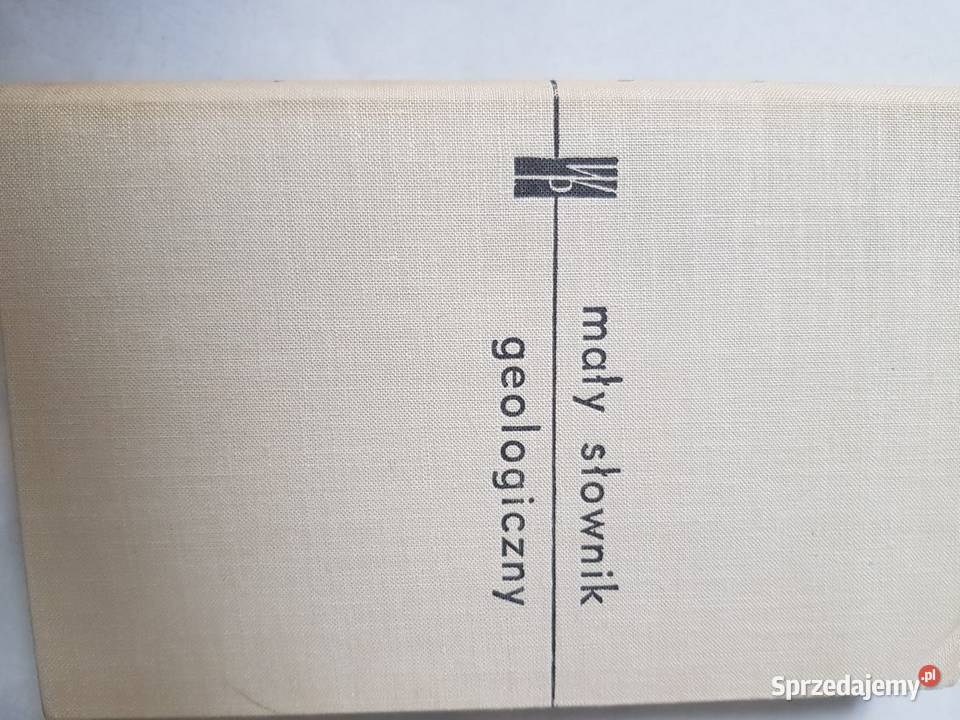 WP
mały słownik
geologiczny
Sprzedajemy.pl